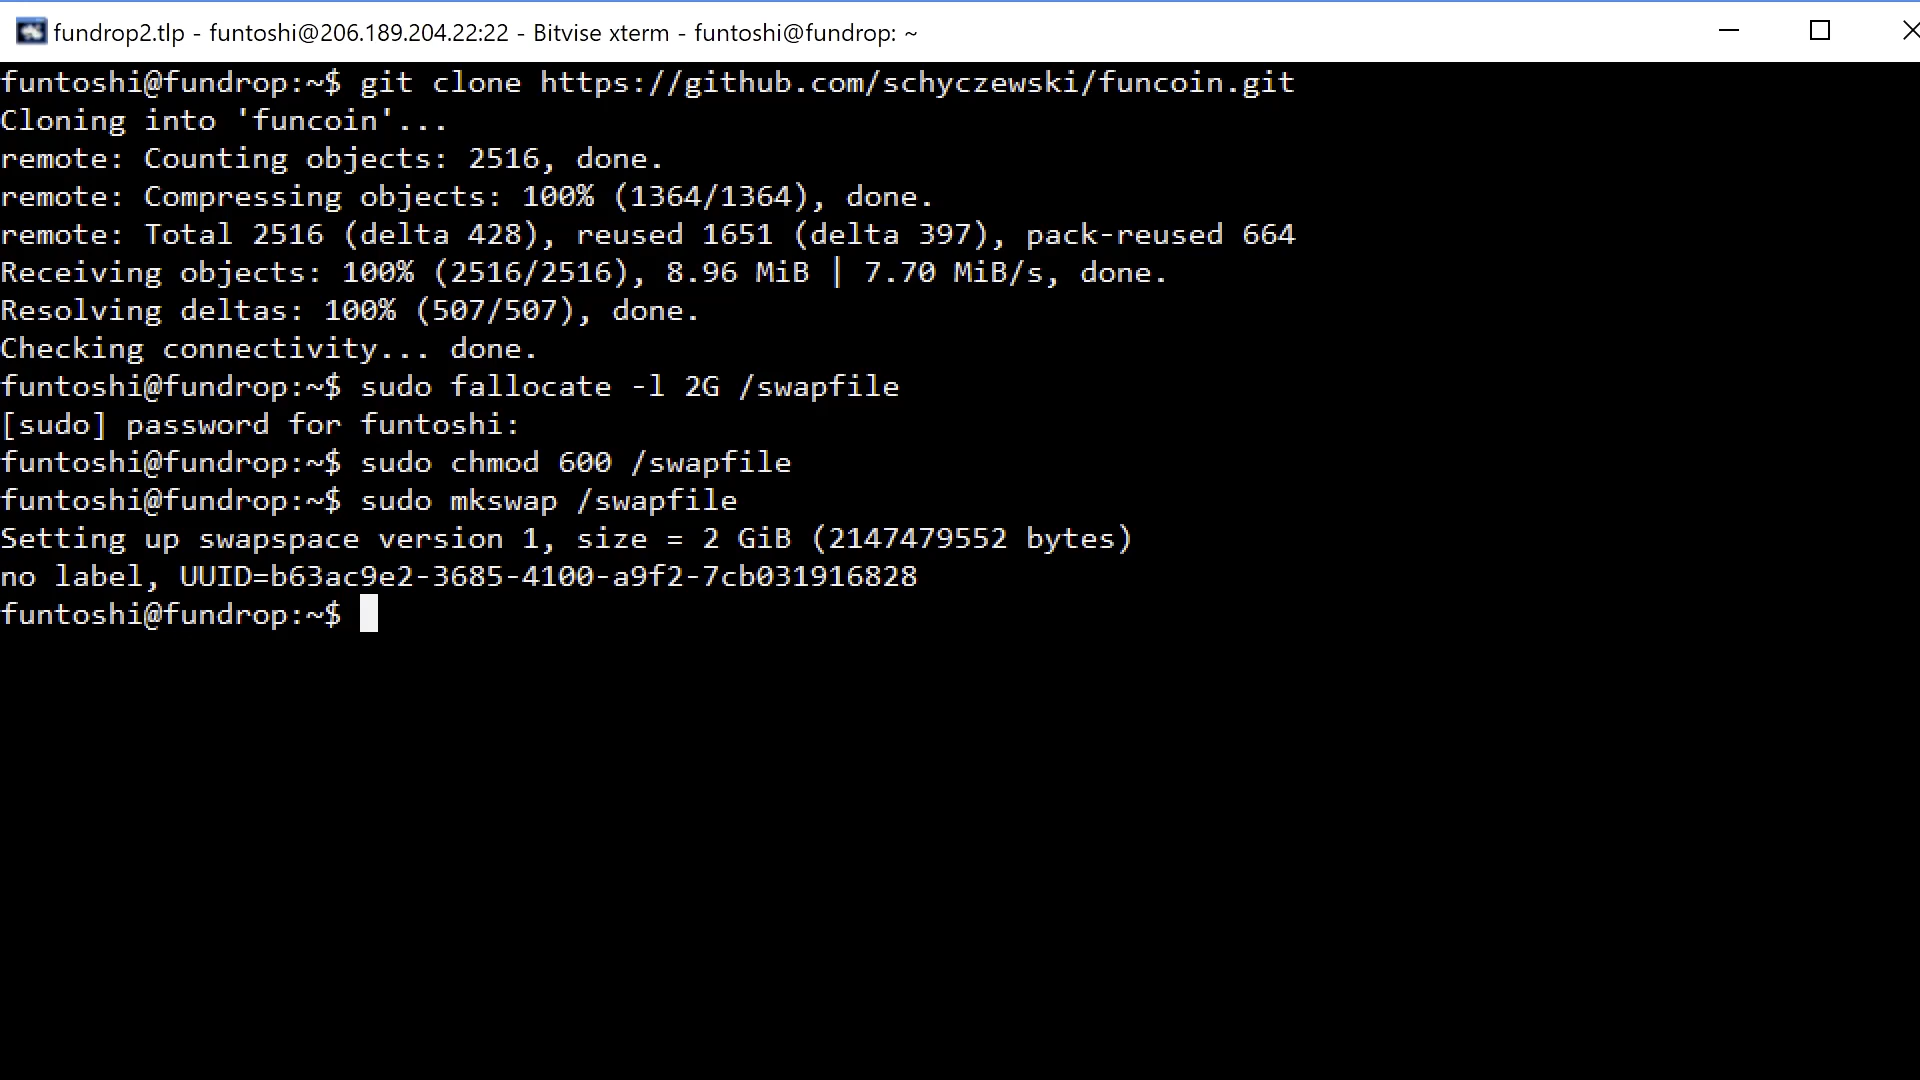 fundrop2.tlp - funtoshi@206.189.204.22:22 - Bitvise xterm - funtoshi@fundrop: ~
funtoshi@fundrop:~$ git clone https://github.com/schyczewski/funcoin.git
Cloning into 'funcoin'...
remote: Counting objects: 2516, done.
remote: Compressing objects: 100% (1364/1364), done.
remote: Total 2516 (delta 428), reused 1651 (delta 397), pack-reused 664
Receiving objects: 100% (2516/2516), 8.96 MiB | 7.70 MiB/s, done.
Resolving deltas: 100% (507/507), done.
Checking connectivity... done.
funtoshi@fundrop:~$ sudo fallocate -l 2G /swapfile
[sudo] password for funtoshi:
funtoshi@fundrop:~$ sudo chmod 600 /swapfile
funtoshi@fundrop:~$ sudo mkswap /swapfile
Setting up swapspace version 1, size = 2 GiB (2147479552 bytes)
no label, UUID=b63ac9e2-3685-4100-a9f2-7cb031916828
funtoshi@fundrop:~$